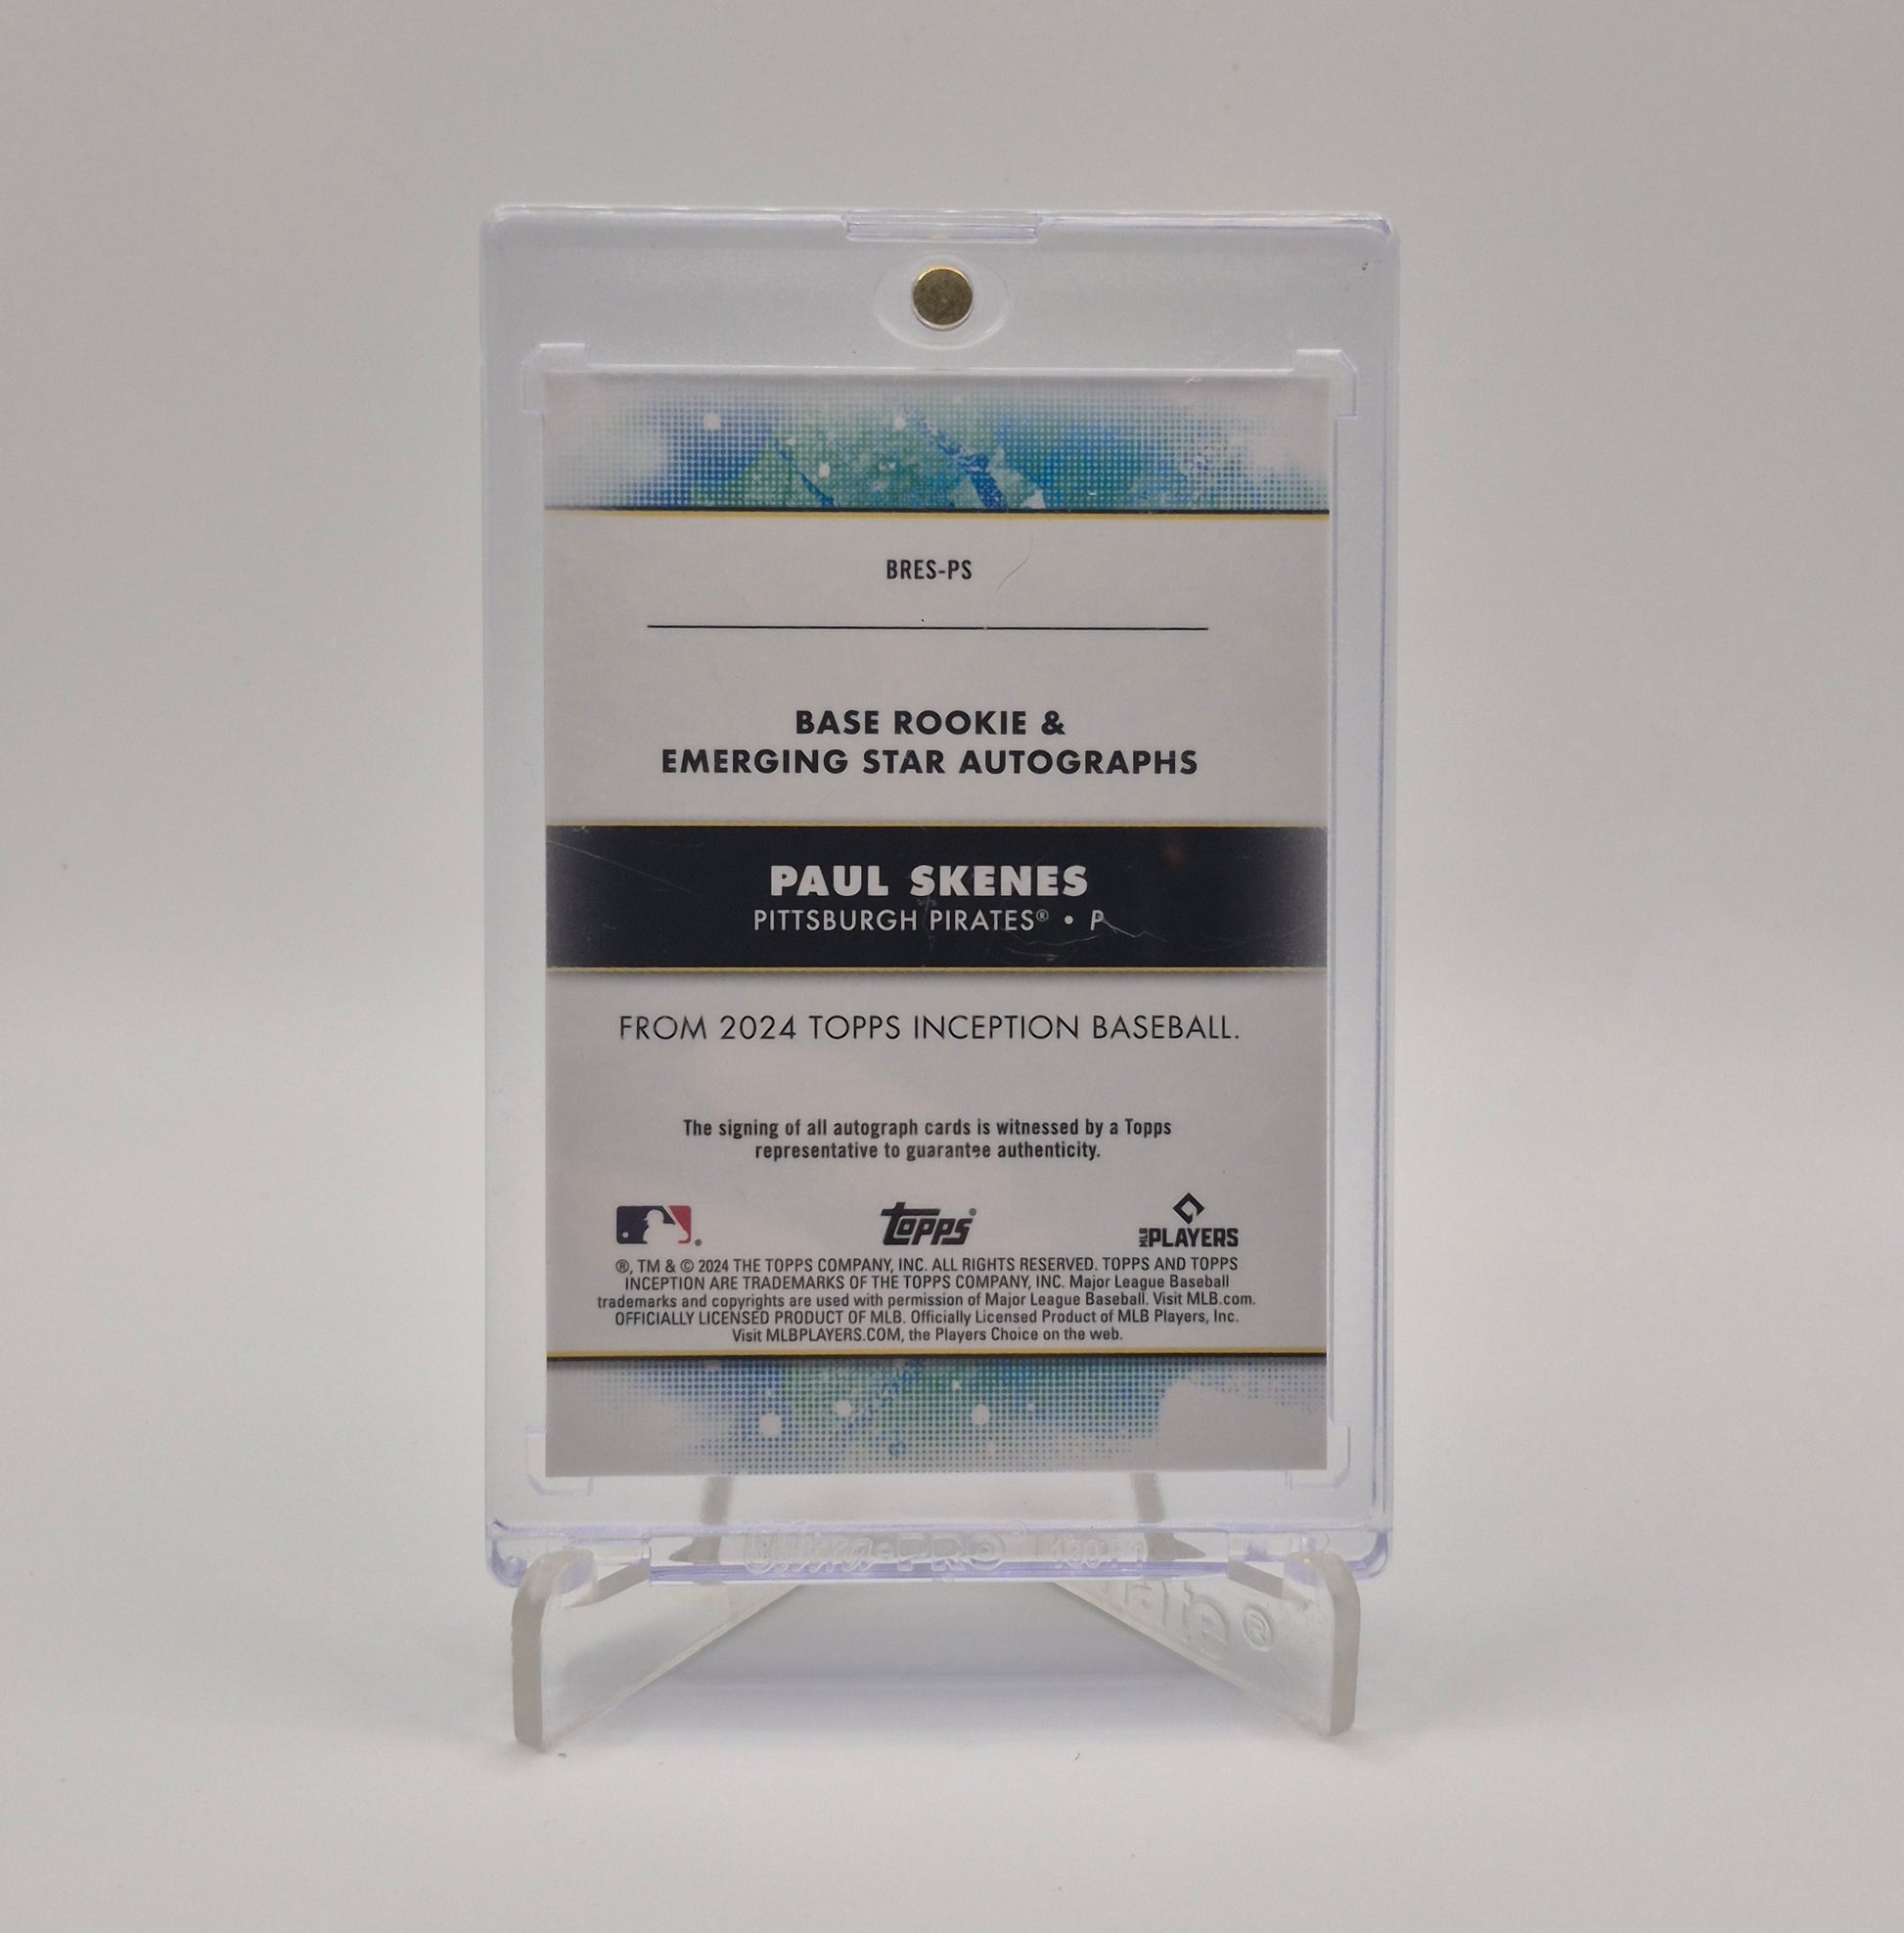 BRES-PS
BASE ROOKIE &
EMERGING STAR AUTOGRAPHS
PAUL SKENES
PITTSBURGH PIRATES® • P
FROM 2024 TOPPS INCEPTION BASEBALL.
The signing of all autograph cards is witnessed by a Topps
representative to guarantee authenticity.
topps®
MLB PLAYERS
®, TM & © 2024 THE TOPPS COMPANY, INC. ALL RIGHTS RESERVED. TOPPS AND TOPPS
INCEPTION ARE TRADEMARKS OF THE TOPPS COMPANY, INC. Major League Baseball
trademarks and copyrights are used with permission of Major League Baseball. Visit MLB.com.
OFFICIALLY LICENSED PRODUCT OF MLB. Officially Licensed Product of MLB Players, Inc.
Visit MLBPLAYERS.COM, the Players Choice on the web.
Ultra-PRO®